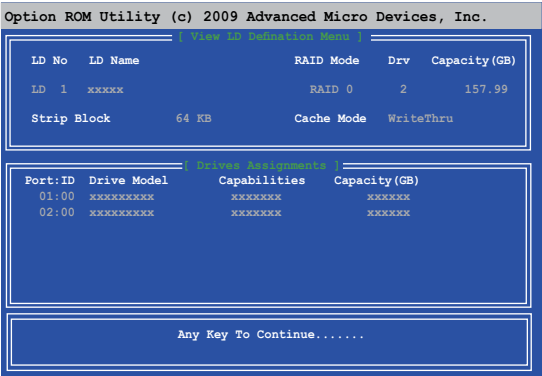 Option ROM Utility (c) 2009 Advanced Micro Devices, Inc.
[ View LD Defination Menu ]
LD No LD Name RAID Mode Drv Capacity(GB)
LD 1 xxxxx RAID 0 2 157.99
Strip Block 64 KB Cache Mode WriteThru
[ Drives Assignments ]
Port:ID Drive Model Capabilities Capacity(GB)
01:00 xxxxxxxxx xxxxxxx xxxxxx
02:00 xxxxxxxxx xxxxxxx xxxxxx
Any Key To Continue.......